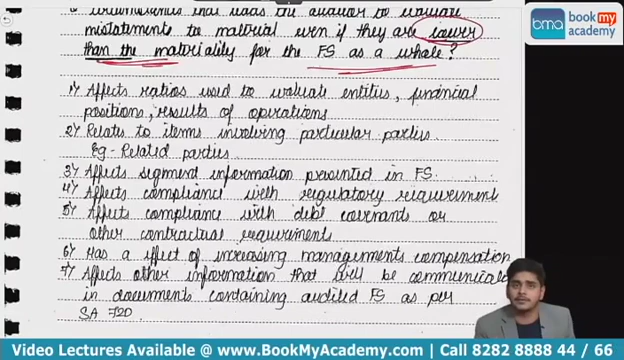 circumstances that leads the auditor to evaluate
misstatements to material even if they are lower
than the materiality for the FS as a whole?
1) Affects ratios used to evaluate entities, financial
positions, results of operations
2) Relates to items involving particular parties.
Eg- Related parties
3) Affects segment information presented in FS.
4) Affects compliance with regulatory requirement
5) Affects compliance with debt covenants or
other contractual requirements
6) Has a effect of increasing managements compensation
7) Affects other information that will be communicate
in documents containing audited FS as per
SA 720.
bma
book my academy
Video Lectures Available @ www.BookMyAcademy.com | Call 8282 8888 44 / 66